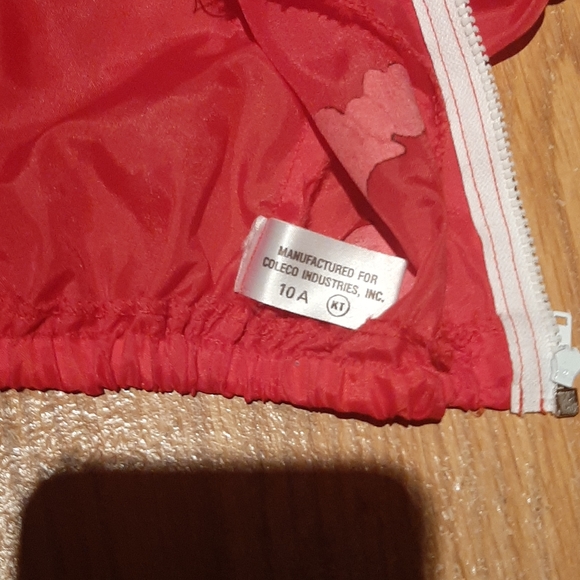 MANUFACTURED FOR
COLECO INDUSTRIES, INC.
10 A KT